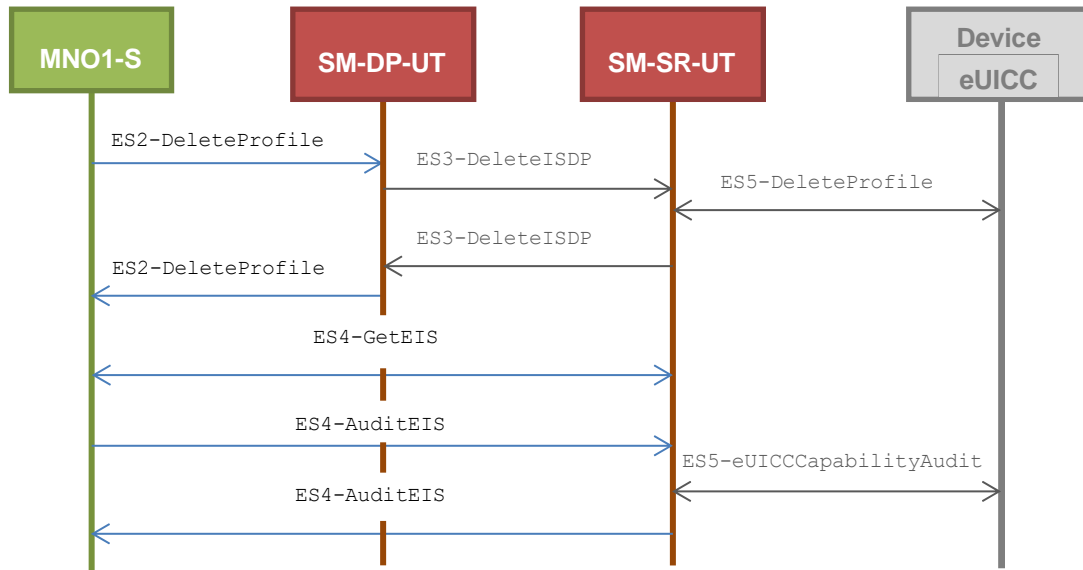 MNO1-S
SM-DP-UT
SM-SR-UT
Device
eUICC
ES2-DeleteProfile
ES3-DeleteISDP
ES5-DeleteProfile
ES3-DeleteISDP
ES2-DeleteProfile
ES4-GetEIS
ES4-AuditEIS
ES5-eUICCCapabilityAudit
ES4-AuditEIS